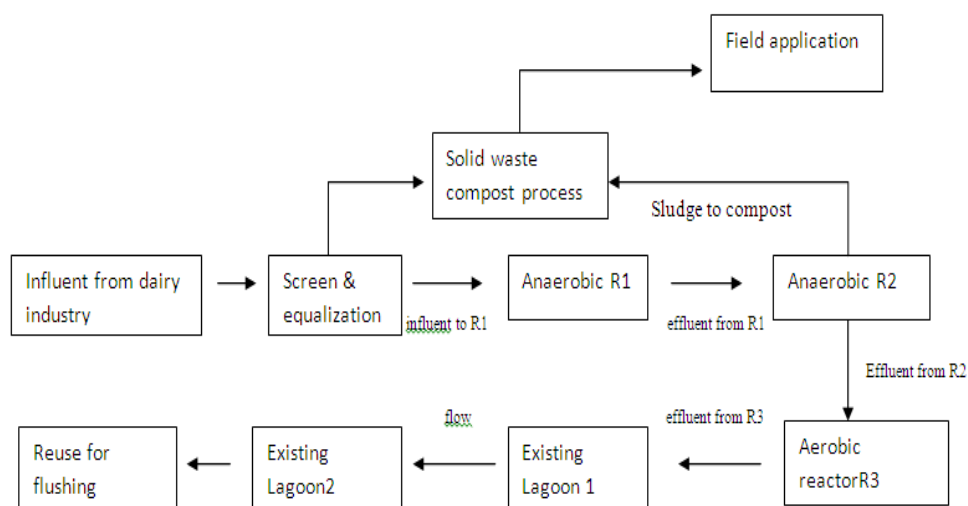 Field application
Solid waste
compost process
Sludge to compost
Influent from dairy
industry
Screen &
equalization
influent to R1
Anaerobic R1
effluent from R1
Anaerobic R2
Effluent from R2
Reuse for
flushing
flow
Existing
Lagoon2
Existing
Lagoon 1
effluent from R3
Aerobic
reactorR3